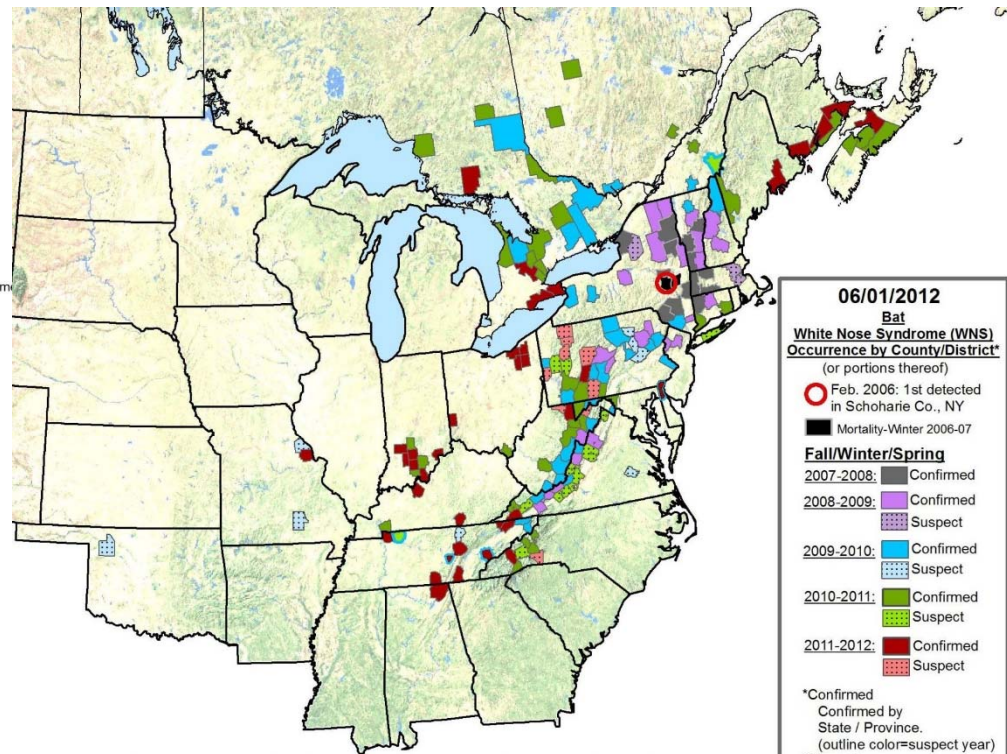 06/01/2012
Bat
White Nose Syndrome (WNS)
Occurrence by County/District*
(or portions thereof)
Feb. 2006: 1st detected
in Schoharie Co., NY
Mortality-Winter 2006-07
Fall/Winter/Spring
2007-2008: Confirmed
2008-2009: Confirmed
Suspect
2009-2010: Confirmed
Suspect
2010-2011: Confirmed
Suspect
2011-2012: Confirmed
Suspect
*Confirmed
Confirmed by
State / Province.
(outline color=suspect year)